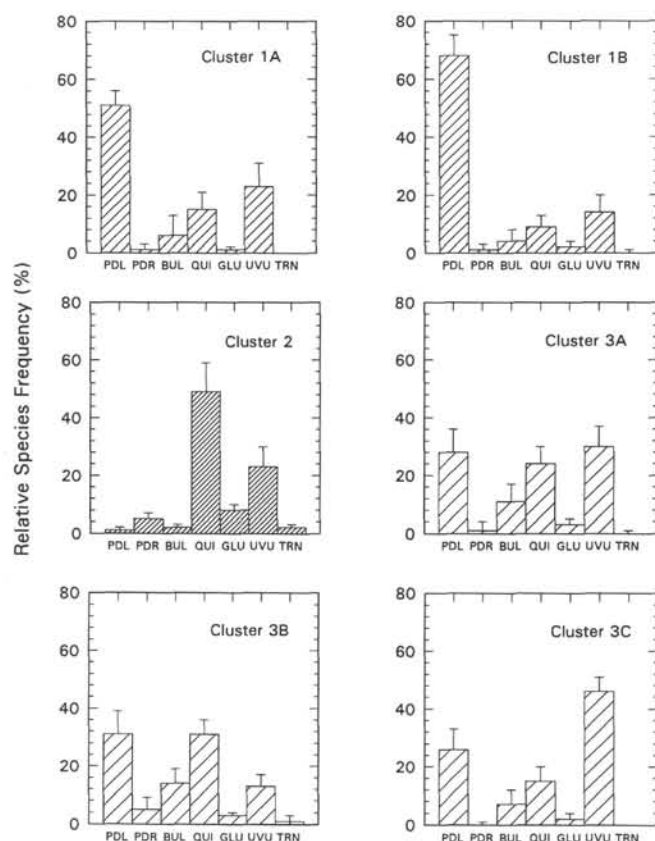 Relative Species Frequency (%)
Cluster 1A
80
60
40
20
0
PDL PDR BUL QUI GLU UVU TRN
Cluster 1B
80
60
40
20
0
PDL PDR BUL QUI GLU UVU TRN
Cluster 2
80
60
40
20
0
PDL PDR BUL QUI GLU UVU TRN
Cluster 3A
80
60
40
20
0
PDL PDR BUL QUI GLU UVU TRN
Cluster 3B
80
60
40
20
0
PDL PDR BUL QUI GLU UVU TRN
Cluster 3C
80
60
40
20
0
PDL PDR BUL QUI GLU UVU TRN